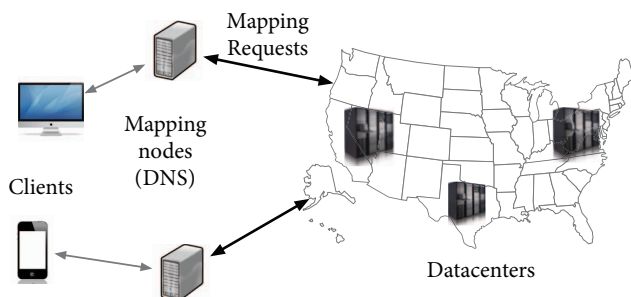 Mapping
Requests
Mapping
nodes
(DNS)
Clients
Datacenters